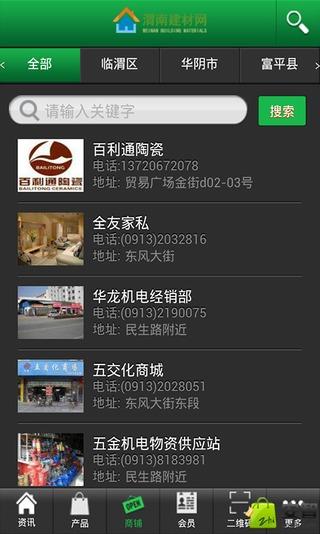 渭南建材网
WEINAN BUILDING MATERIALS
全部
临渭区
华阴市
富平县
请输入关键字
搜索
BAILITONG
百利通陶瓷
BAILITONG CERAMICS
百利通陶瓷
电话:13720672078
地址: 贸易广场金街d02-03号
全友家私
电话:(0913)2032816
地址: 东风大街
华龙机电经销部
电话:(0913)2190075
地址: 民生路附近
五交化商城
电话:(0913)2028051
地址: 东风大街东段
五金机电物资供应站
电话:(0913)8183981
地址: 民生路附近
资讯
产品
OPEN
商铺
会员
二维码
更多
Zhi